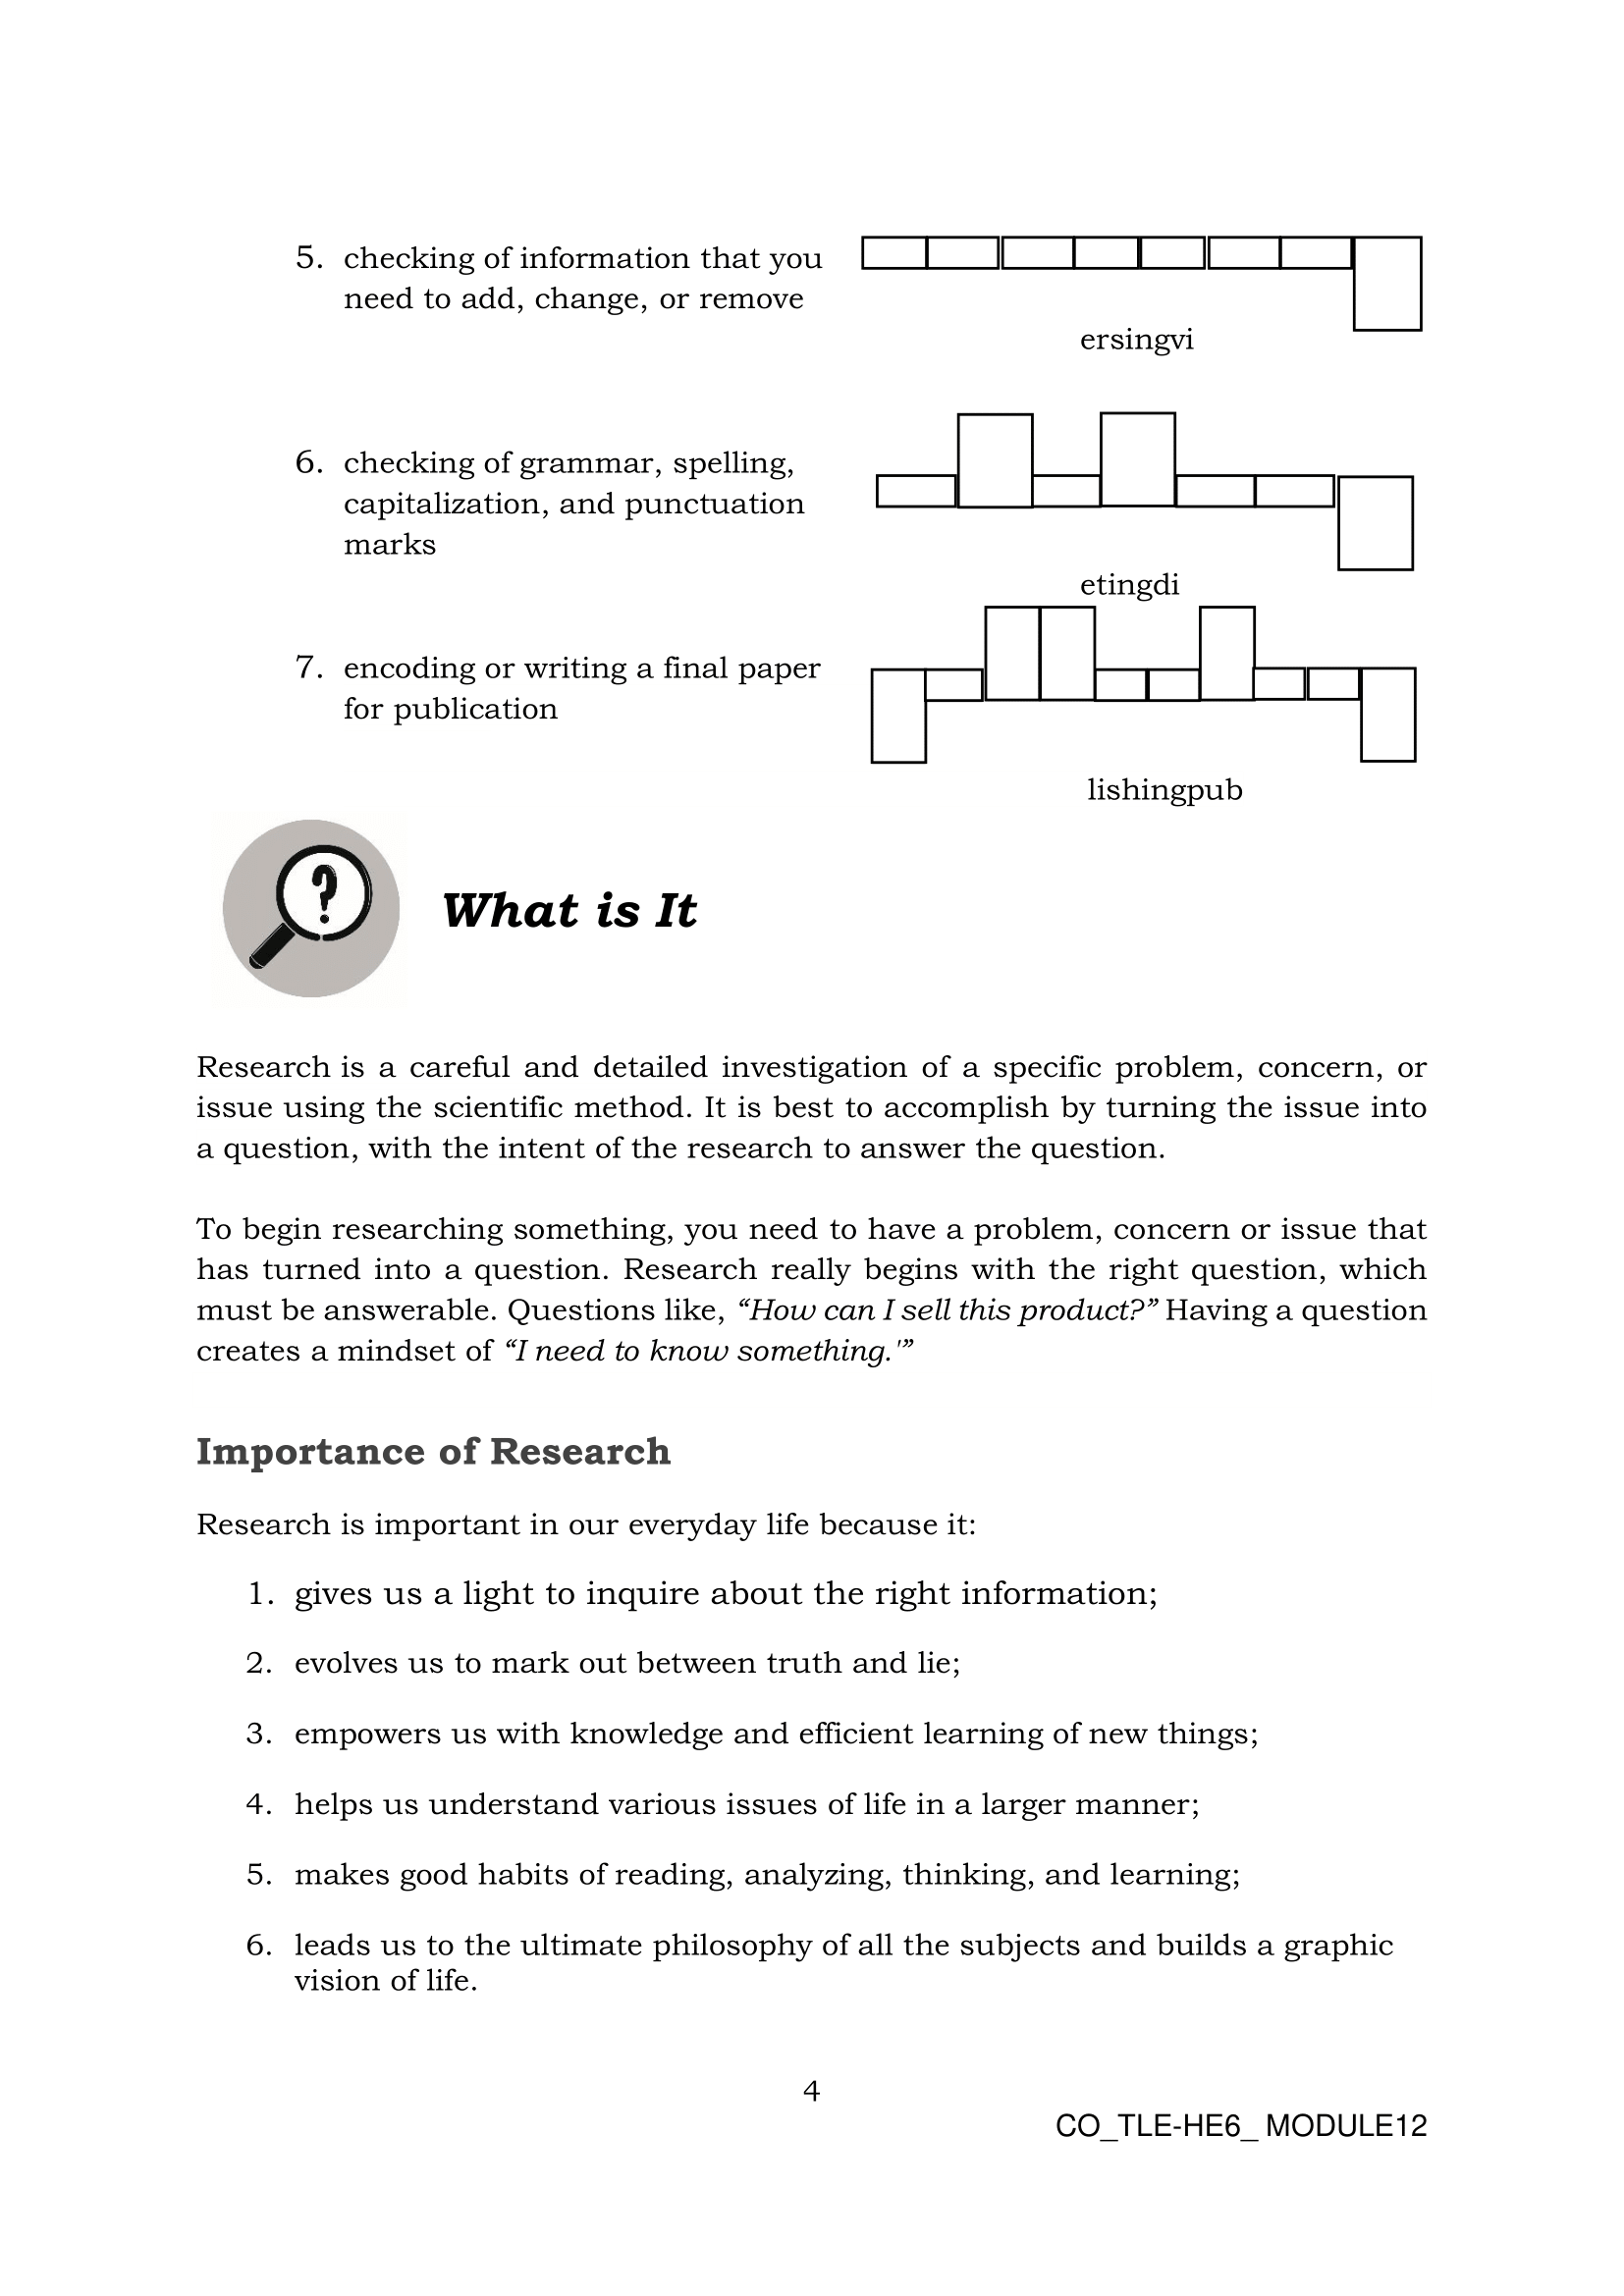 5. checking of information that you
need to add, change, or remove
ersingvi
6. checking of grammar, spelling,
capitalization, and punctuation
marks
etingdi
7. encoding or writing a final paper
for publication
lishingpub
?
What is It
Research is a careful and detailed investigation of a specific problem, concern, or
issue using the scientific method. It is best to accomplish by turning the issue into
a question, with the intent of the research to answer the question.
To begin researching something, you need to have a problem, concern or issue that
has turned into a question. Research really begins with the right question, which
must be answerable. Questions like, “How can I sell this product?” Having a question
creates a mindset of “I need to know something.'”
Importance of Research
Research is important in our everyday life because it:
1. gives us a light to inquire about the right information;
2. evolves us to mark out between truth and lie;
3. empowers us with knowledge and efficient learning of new things;
4. helps us understand various issues of life in a larger manner;
5. makes good habits of reading, analyzing, thinking, and learning;
6. leads us to the ultimate philosophy of all the subjects and builds a graphic
vision of life.
4
CO_TLE-HE6_ MODULE12